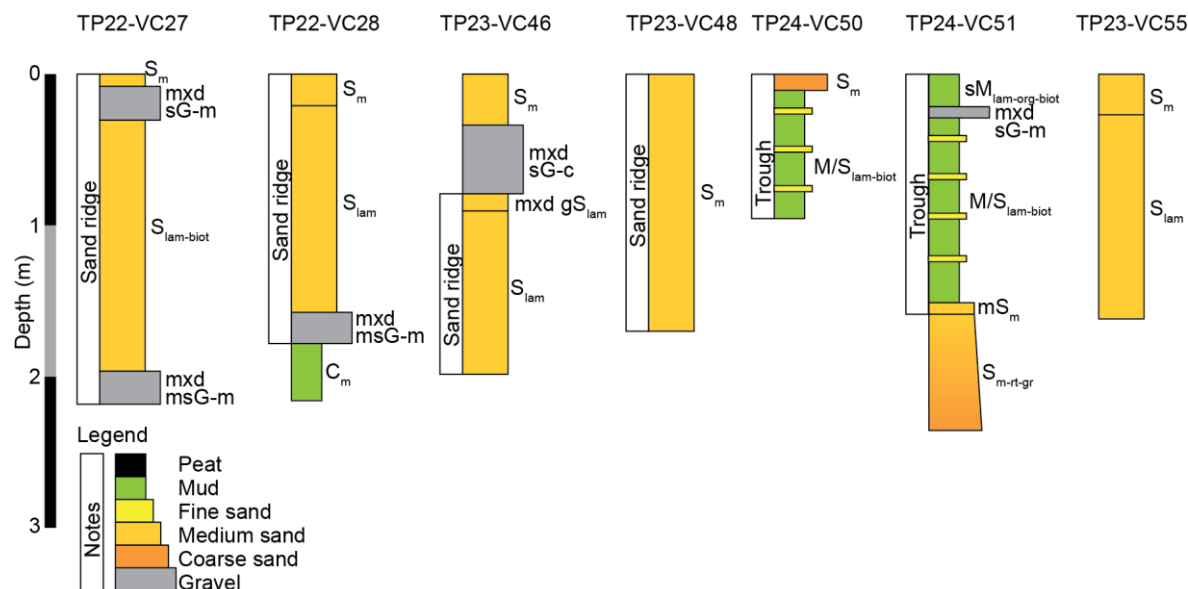 TP22-VC27 TP22-VC28 TP23-VC46 TP23-VC48 TP24-VC50 TP24-VC51 TP23-VC55
Depth (m)
0
1
2
3
Sand ridge
Sm
mxd
sG-m
Slam-biot
mxd
msG-m
Sand ridge
Sm
Slam
mxd
msG-m
Cm
Sand ridge
Sm
mxd
sG-c
mxd gSlam
Slam
Sand ridge
Sm
Trough
Sm
M/Slam-biot
Trough
sMlam-org-biot
mxd
sG-m
M/Slam-biot
mSm
Sm-rt-gr
Sm
Slam
Legend
Notes
Peat
Mud
Fine sand
Medium sand
Coarse sand
Gravel